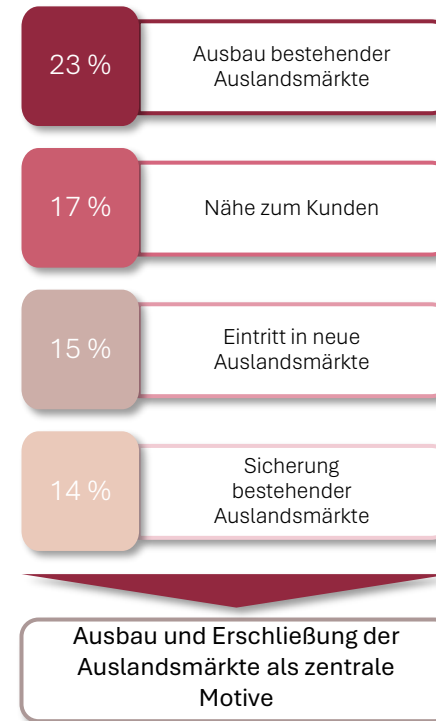 23 %
Ausbau bestehender
Auslandsmärkte
17 %
Nähe zum Kunden
15 %
Eintritt in neue
Auslandsmärkte
14 %
Sicherung
bestehender
Auslandsmärkte
Ausbau und Erschließung der
Auslandsmärkte als zentrale
Motive